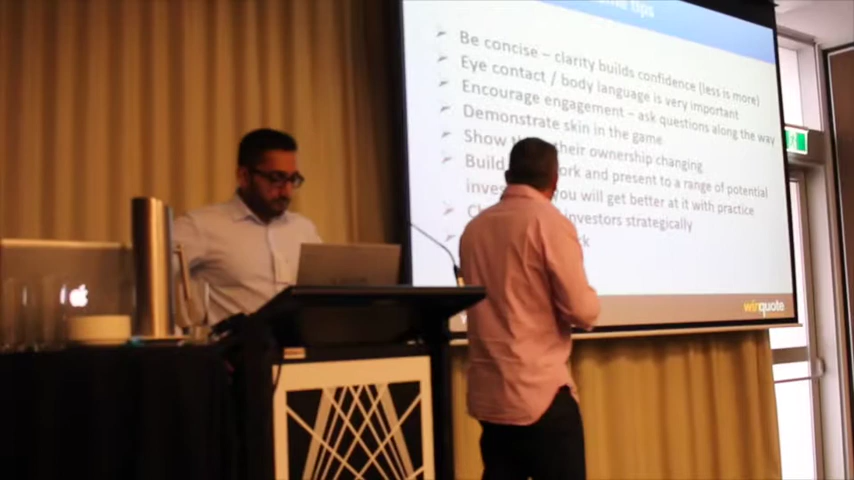 tips
Be concise – clarity builds confidence (less is more)
Eye contact / body language is very important
Encourage engagement – ask questions along the way
Demonstrate skin in the game
Show their ownership changing
Build work and present to a range of potential
you will get better at it with practice
investors strategically
winquote